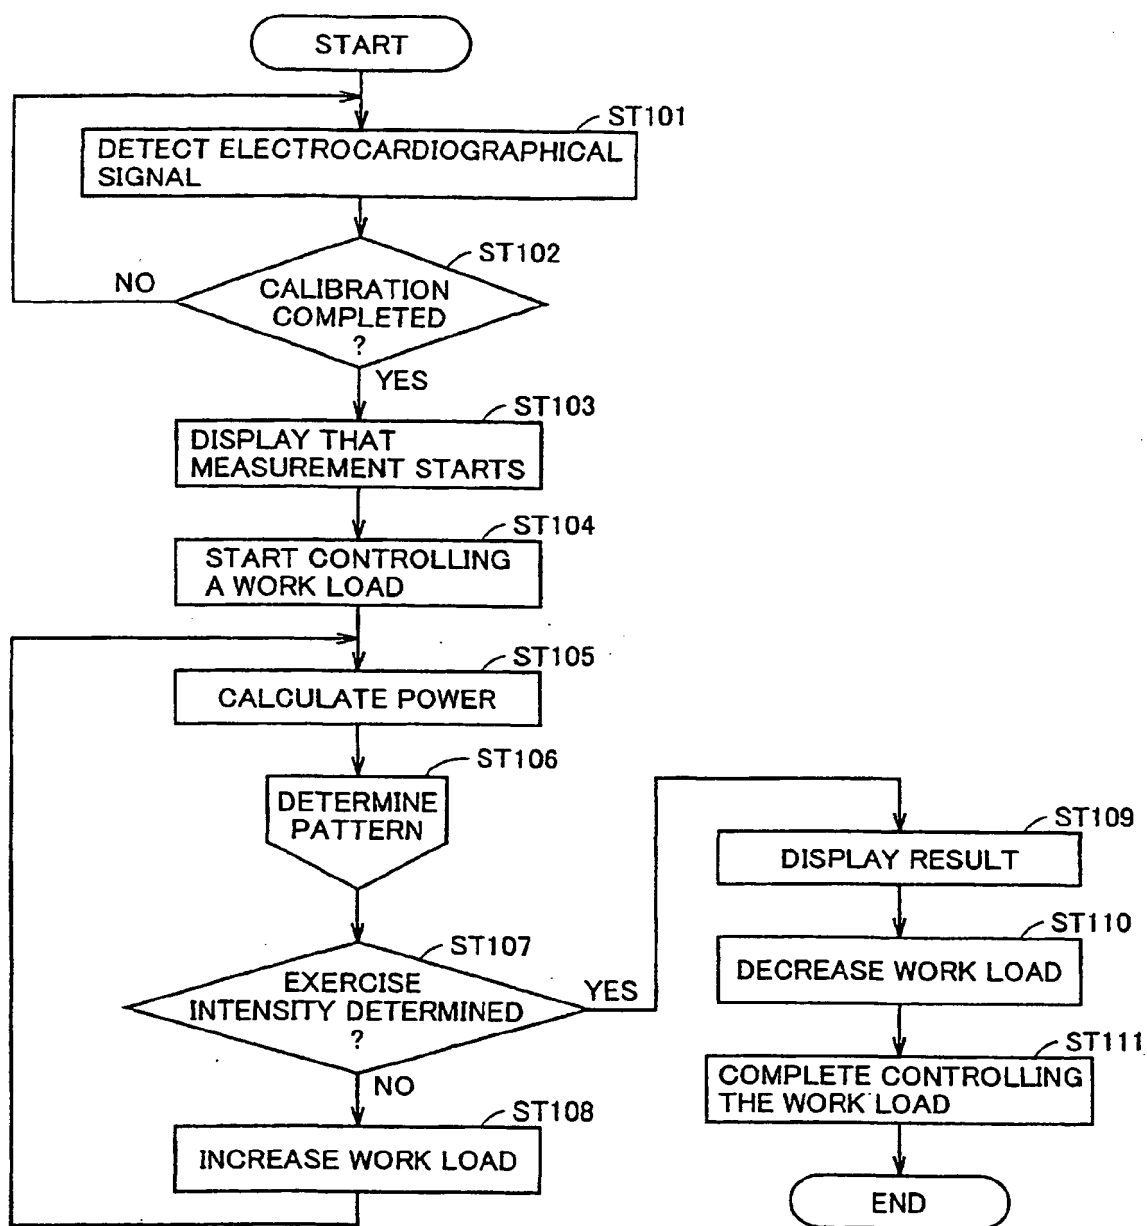 START
ST101
DETECT ELECTROCARDIOGRAPHICAL
SIGNAL
ST102
NO
CALIBRATION
COMPLETED
?
YES
ST103
DISPLAY THAT
MEASUREMENT STARTS
ST104
START CONTROLLING
A WORK LOAD
ST105
CALCULATE POWER
ST106
DETERMINE
PATTERN
ST107
EXERCISE
INTENSITY DETERMINED
?
YES
NO
ST108
INCREASE WORK LOAD
ST109
DISPLAY RESULT
ST110
DECREASE WORK LOAD
ST111
COMPLETE CONTROLLING
THE WORK LOAD
END